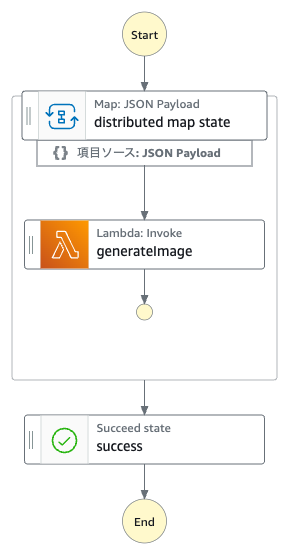 Start
Map: JSON Payload
distributed map state
{} 項目ソース: JSON Payload
Lambda: Invoke
generateImage
Succeed state
success
End